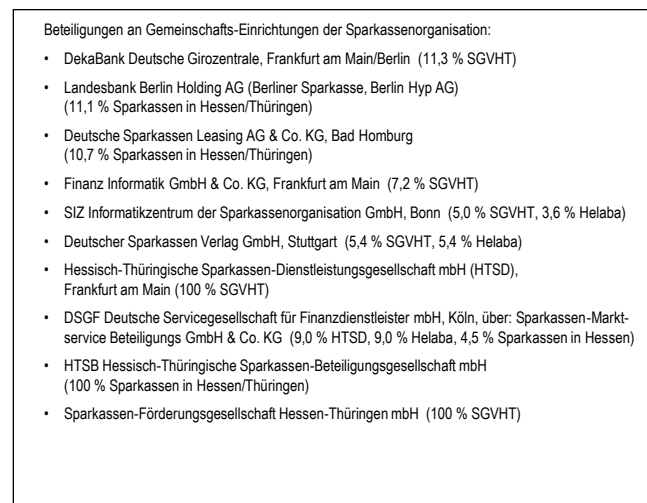 Beteiligungen an Gemeinschafts-Einrichtungen der Sparkassenorganisation:
• DekaBank Deutsche Girozentrale, Frankfurt am Main/Berlin (11,3 % SGVHT)
• Landesbank Berlin Holding AG (Berliner Sparkasse, Berlin Hyp AG)
(11,1 % Sparkassen in Hessen/Thüringen)
• Deutsche Sparkassen Leasing AG & Co. KG, Bad Homburg
(10,7 % Sparkassen in Hessen/Thüringen)
• Finanz Informatik GmbH & Co. KG, Frankfurt am Main (7,2 % SGVHT)
• SIZ Informatikzentrum der Sparkassenorganisation GmbH, Bonn (5,0 % SGVHT, 3,6 % Helaba)
• Deutscher Sparkassen Verlag GmbH, Stuttgart (5,4 % SGVHT, 5,4 % Helaba)
• Hessisch-Thüringische Sparkassen-Dienstleistungsgesellschaft mbH (HTSD),
Frankfurt am Main (100 % SGVHT)
• DSGF Deutsche Servicegesellschaft für Finanzdienstleister mbH, Köln, über: Sparkassen-Markt-
service Beteiligungs GmbH & Co. KG (9,0 % HTSD, 9,0 % Helaba, 4,5 % Sparkassen in Hessen)
• HTSB Hessisch-Thüringische Sparkassen-Beteiligungsgesellschaft mbH
(100 % Sparkassen in Hessen/Thüringen)
• Sparkassen-Förderungsgesellschaft Hessen-Thüringen mbH (100 % SGVHT)